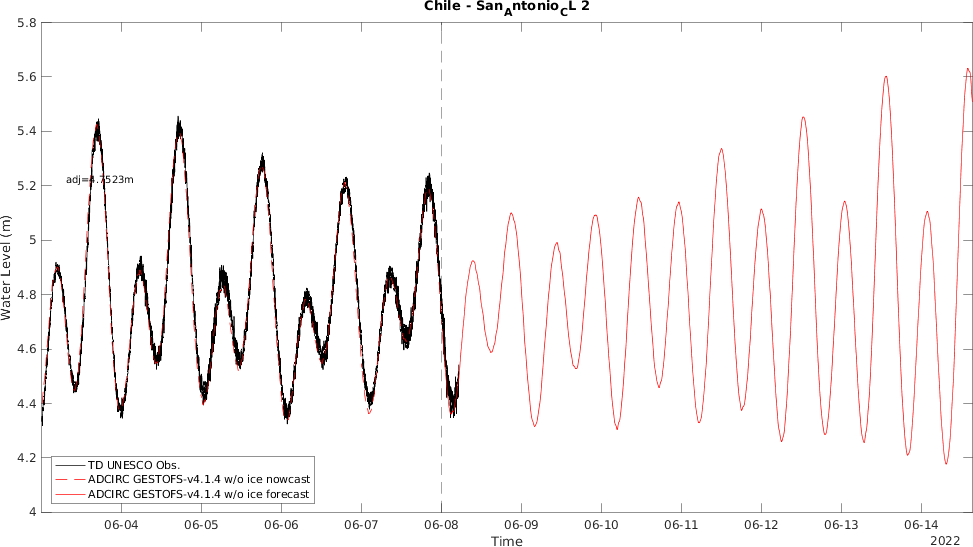 Chile - San_Antonio_CL 2
5.8
5.6
5.4
5.2
5
4.8
4.6
4.4
4.2
4
Water Level (m)
adj=4.7523m
TD UNESCO Obs.
ADCIRC GESTOFS-v4.1.4 w/o ice nowcast
ADCIRC GESTOFS-v4.1.4 w/o ice forecast
06-04 06-05 06-06 06-07 06-08 06-09 06-10 06-11 06-12 06-13 06-14
Time
2022